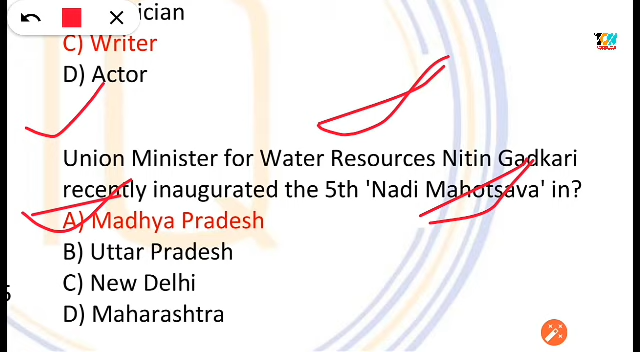 ician
C) Writer
D) Actor
Union Minister for Water Resources Nitin Gadkari
recently inaugurated the 5th 'Nadi Mahotsava' in?
A) Madhya Pradesh
B) Uttar Pradesh
C) New Delhi
D) Maharashtra